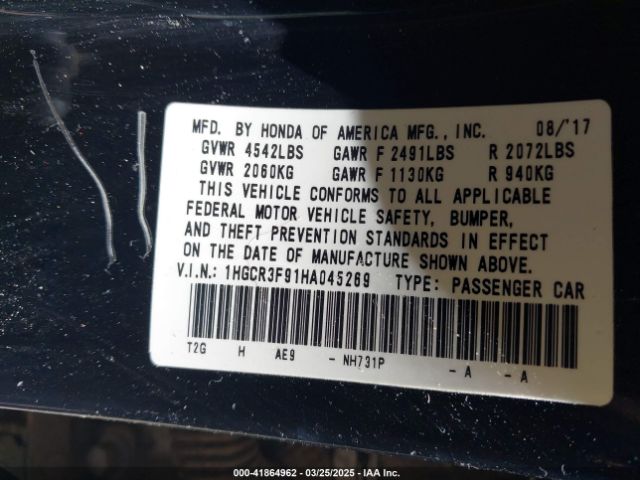 MFD. BY HONDA OF AMERICA MFG., INC. 08/'17
GVWR 4542LBS GAWR F 2491LBS R 2072LBS
GVWR 2060KG GAWR F 1130KG R 940KG
THIS VEHICLE CONFORMS TO ALL APPLICABLE
FEDERAL MOTOR VEHICLE SAFETY, BUMPER,
AND THEFT PREVENTION STANDARDS IN EFFECT
ON THE DATE OF MANUFACTURE SHOWN ABOVE.
V.I.N.: 1HGCR3F91HA045269 TYPE: PASSENGER CAR
T2G H AE9 - NH731P - A - A
000-41864962 - 03/25/2025 - IAA Inc.